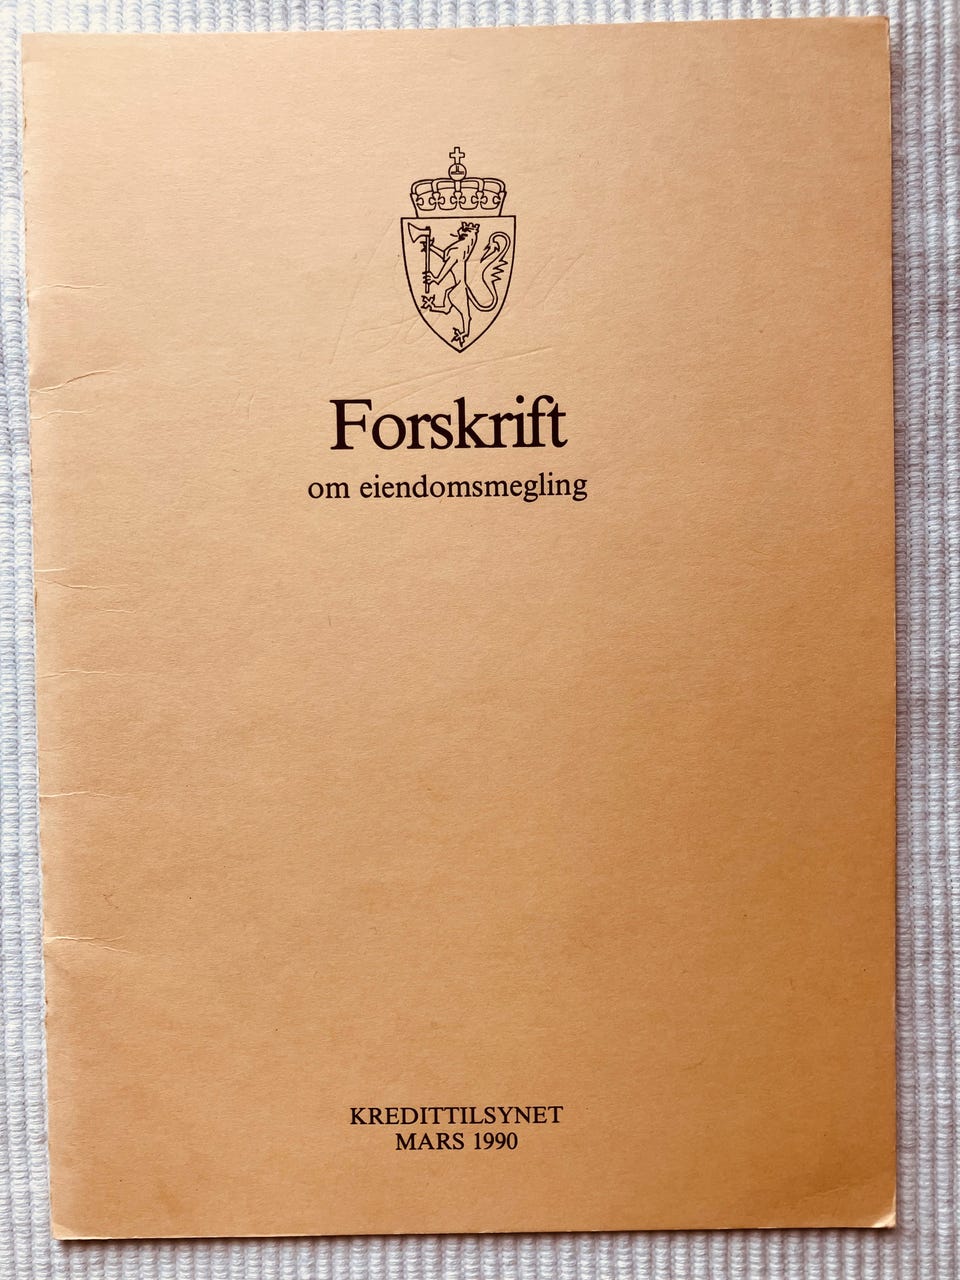 Forskrift
om eiendomsmegling
KREDITTILSYNET
MARS 1990